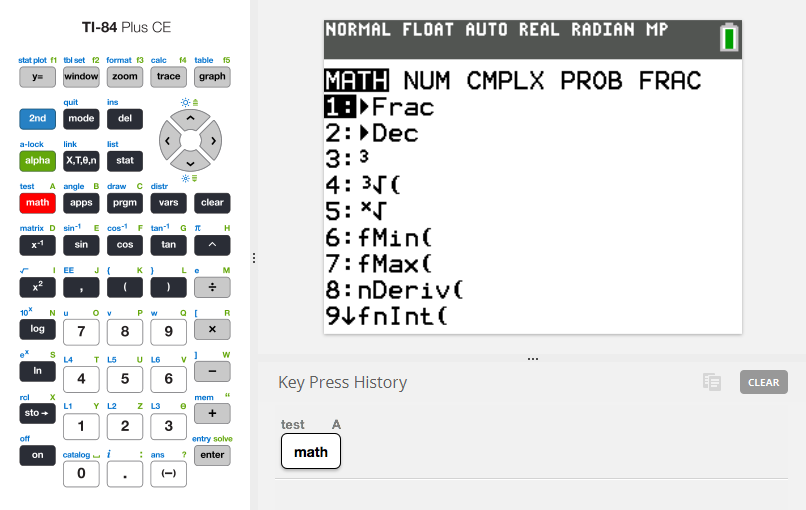 TI-84 Plus CE
stat plot f1 tbl set f2 format f3 calc f4 table f5
y= window zoom trace graph
quit ins
2nd mode del
a-lock link list
alpha X,T,θ,n stat
test A angle B draw C distr
math apps prgm vars clear
matrix D sin⁻¹ E cos⁻¹ F tan⁻¹ G π H
x⁻¹ sin cos tan ^
√ I EE J { K } L e M
x² , ( ) ÷
10ˣ N u O v P w Q [ R
log 7 8 9 ×
eˣ S L4 T L5 U L6 V ] W
ln 4 5 6 −
rcl X L1 Y L2 Z L3 θ mem “
sto→ 1 2 3 +
off catalog ⎵ i : ans ? entry solve
on 0 . (−) enter
NORMAL FLOAT AUTO REAL RADIAN MP
MATH NUM CMPLX PROB FRAC
1:▸Frac
2:▸Dec
3:³
4:³√(
5:ˣ√
6:fMin(
7:fMax(
8:nDeriv(
9↓fnInt(
Key Press History
CLEAR
test A
math